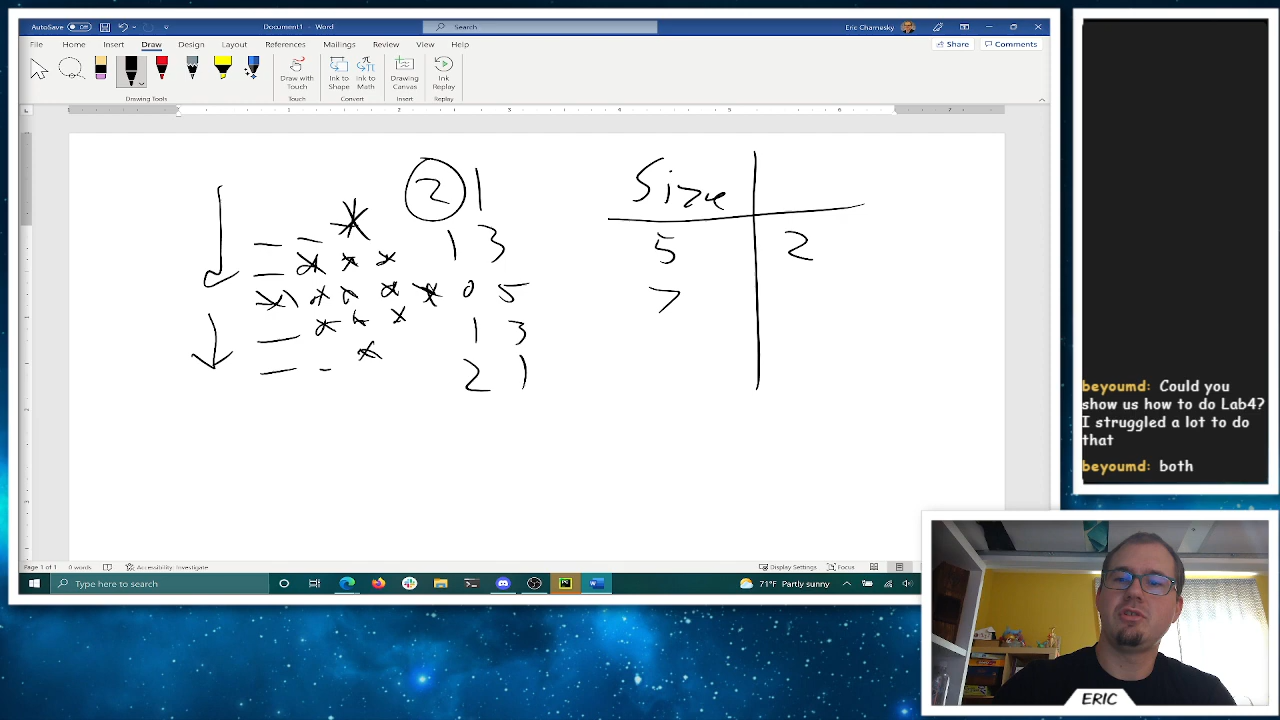 AutoSave Off Document1 - Word Search Eric Charnesky
File Home Insert Draw Design Layout References Mailings Review View Help Share Comments
Draw with Touch Ink to Shape Ink to Math Drawing Canvas Ink Replay
Drawing Tools Touch Convert Insert Replay
2 1
Size
_ _ * 1 3
5 2
_ * * *
* * * * * 0 5
7
_ * * * 1 3
_ _ * 2 1
beyoumd: Could you
show us how to do Lab4?
I struggled a lot to do
that
beyoumd: both
Page 1 of 1 0 words Accessibility: Investigate Display Settings Focus
Type here to search 71°F Partly sunny
ERIC